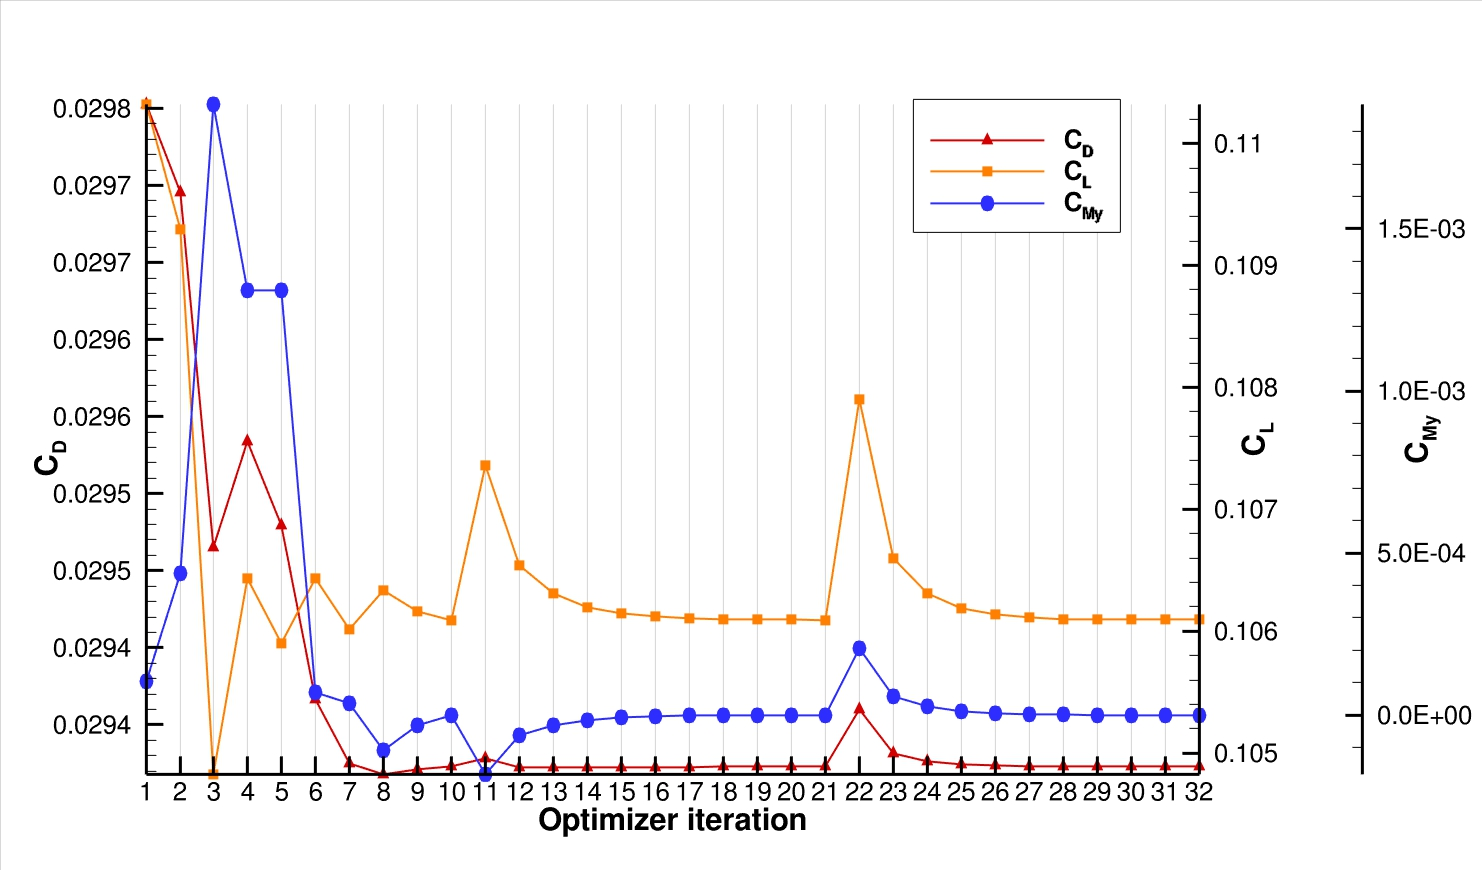 0.0298
0.0297
0.0297
0.0296
0.0296
0.0295
0.0295
0.0294
0.0294
C_D
C_D
C_L
C_My
0.11
0.109
0.108
0.107
0.106
0.105
C_L
1.5E-03
1.0E-03
5.0E-04
0.0E+00
C_My
1 2 3 4 5 6 7 8 9 10 11 12 13 14 15 16 17 18 19 20 21 22 23 24 25 26 27 28 29 30 31 32
Optimizer iteration